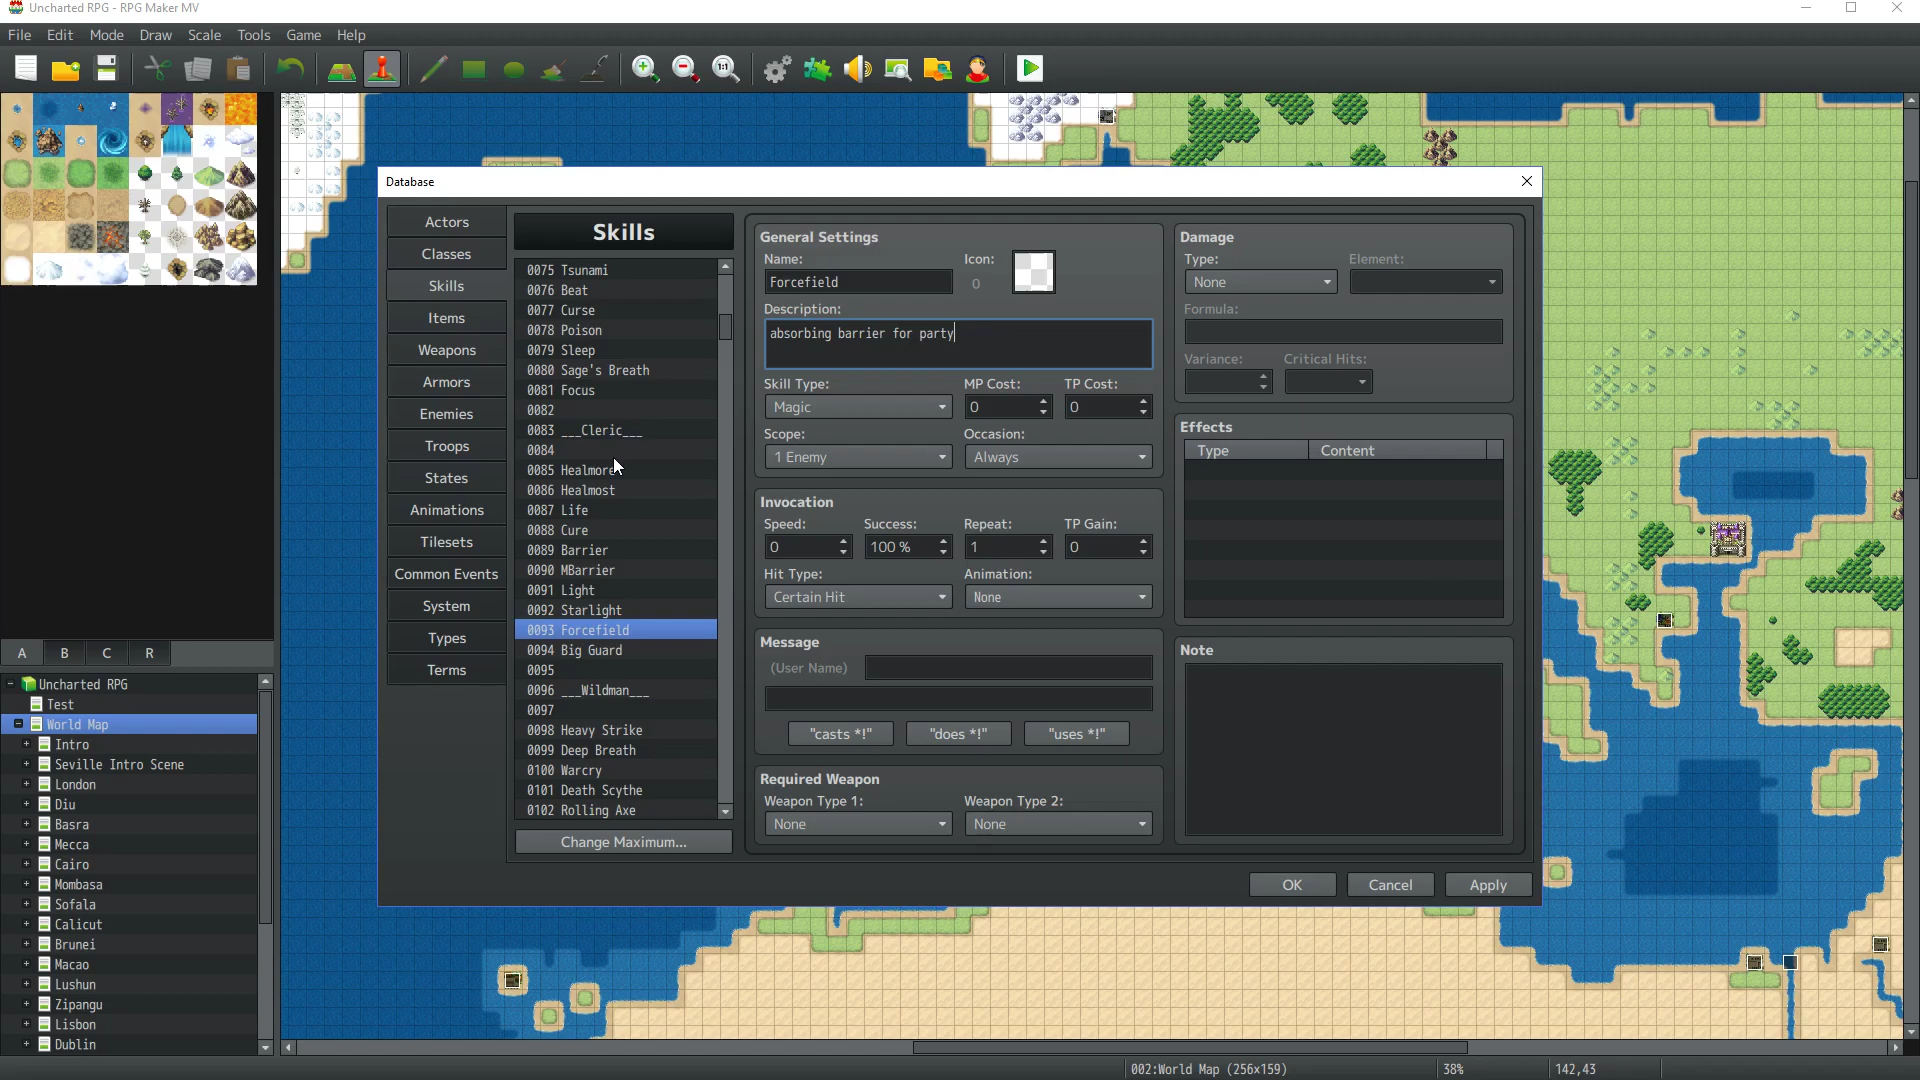 Uncharted RPG - RPG Maker MV
File Edit Mode Draw Scale Tools Game Help
1:1
A B C R
Uncharted RPG
Test
World Map
Intro
Seville Intro Scene
London
Diu
Basra
Mecca
Cairo
Mombasa
Sofala
Calicut
Brunei
Macao
Lushun
Zipangu
Lisbon
Dublin
Database
Actors
Classes
Skills
Items
Weapons
Armors
Enemies
Troops
States
Animations
Tilesets
Common Events
System
Types
Terms
Skills
0075 Tsunami
0076 Beat
0077 Curse
0078 Poison
0079 Sleep
0080 Sage's Breath
0081 Focus
0082
0083 ___Cleric___
0084
0085 Healmore
0086 Healmost
0087 Life
0088 Cure
0089 Barrier
0090 MBarrier
0091 Light
0092 Starlight
0093 Forcefield
0094 Big Guard
0095
0096 ___Wildman___
0097
0098 Heavy Strike
0099 Deep Breath
0100 Warcry
0101 Death Scythe
0102 Rolling Axe
Change Maximum...
General Settings
Name: Icon:
Forcefield 0
Description:
absorbing barrier for party
Skill Type: MP Cost: TP Cost:
Magic 0 0
Scope: Occasion:
1 Enemy Always
Invocation
Speed: Success: Repeat: TP Gain:
0 100 % 1 0
Hit Type: Animation:
Certain Hit None
Message
(User Name)
"casts *!" "does *!" "uses *!"
Required Weapon
Weapon Type 1: Weapon Type 2:
None None
Damage
Type: Element:
None
Formula:
Variance: Critical Hits:
Effects
Type Content
Note
OK Cancel Apply
002:World Map (256x159) 38% 142,43